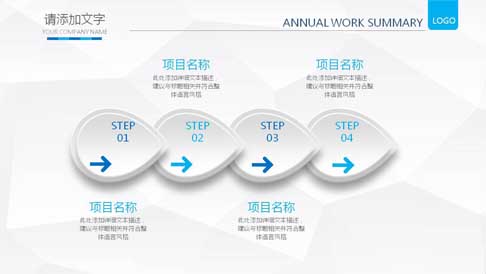 请添加文字
YOUR COMPANY NAME
ANNUAL WORK SUMMARY
LOGO
项目名称
此处添加详细文本描述，
建议与标题相关并符合整
体语言风格
项目名称
此处添加详细文本描述，
建议与标题相关并符合整
体语言风格
STEP
01
STEP
02
STEP
03
STEP
04
项目名称
此处添加详细文本描述，
建议与标题相关并符合整
体语言风格
项目名称
此处添加详细文本描述，
建议与标题相关并符合整
体语言风格